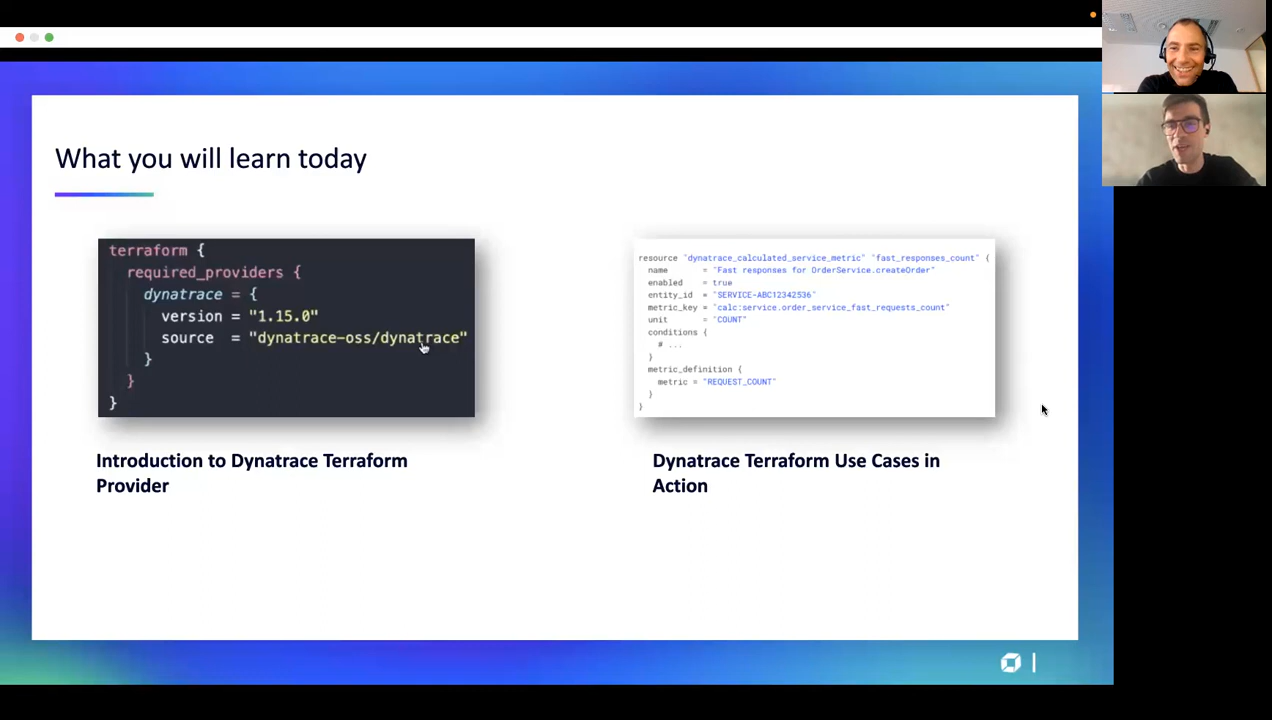 What you will learn today
terraform {
required_providers {
dynatrace = {
version = "1.15.0"
source = "dynatrace-oss/dynatrace"
}
}
}
resource "dynatrace_calculated_service_metric" "fast_responses_count" {
name = "Fast responses for OrderService.createOrder"
enabled = true
entity_id = "SERVICE-ABC12342536"
metric_key = "calc:service.order_service_fast_requests_count"
unit = "COUNT"
conditions {
# ...
}
metric_definition {
metric = "REQUEST_COUNT"
}
}
Introduction to Dynatrace Terraform
Provider
Dynatrace Terraform Use Cases in
Action